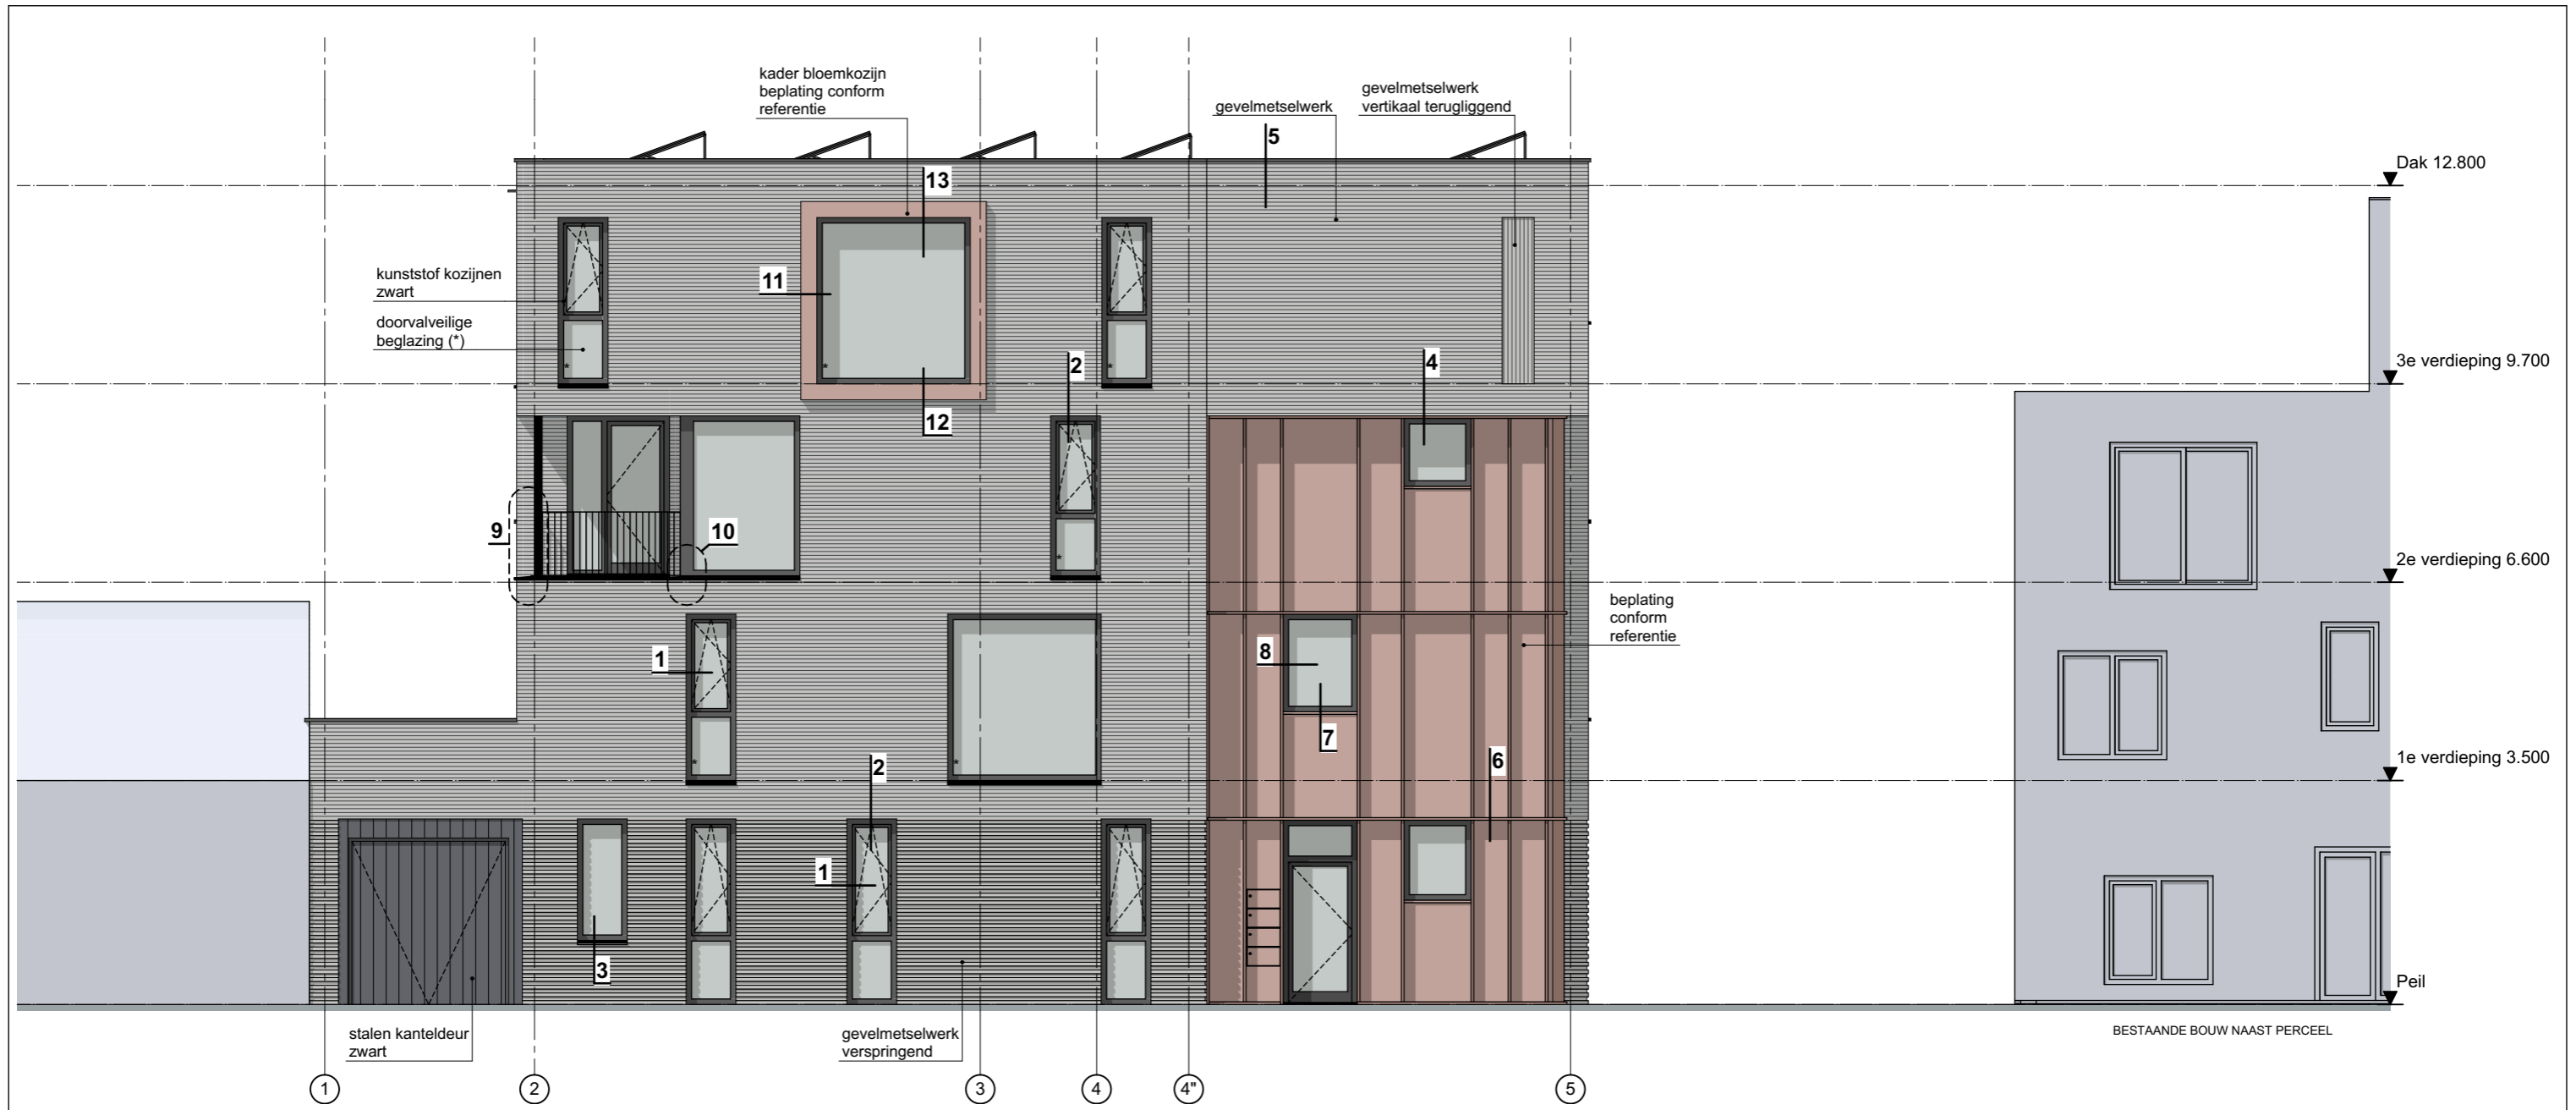 kader bloemkozijn
beplating conform
referentie
gevelmetselwerk
gevelmetselwerk
vertikaal terugliggend
5
Dak 12.800
13
kunststof kozijnen
zwart
11
doorvalveilige
beglazing (*)
*
*
*
2
4
3e verdieping 9.700
12
9
10
*
2e verdieping 6.600
beplating
conform
referentie
1
8
7
*
*
2
6
1e verdieping 3.500
1
3
Peil
stalen kanteldeur
zwart
gevelmetselwerk
verspringend
BESTAANDE BOUW NAAST PERCEEL
1
2
3
4
4"
5